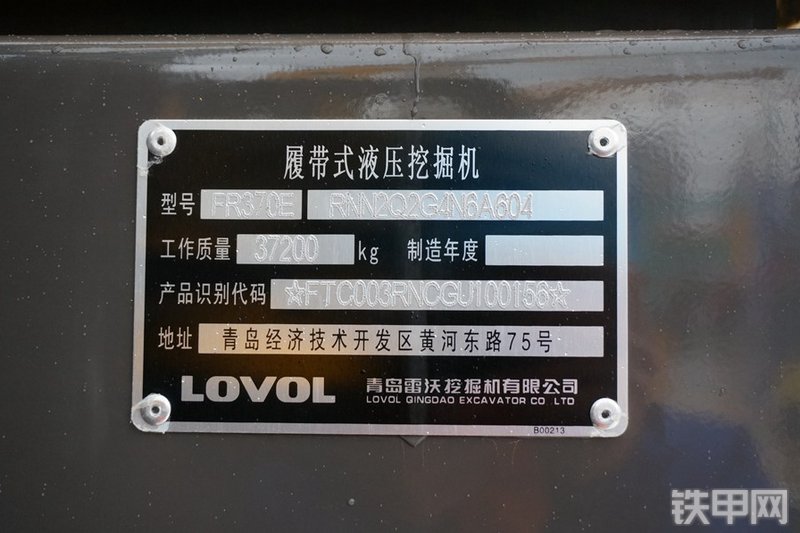 履带式液压挖掘机
型号 FR370E RNN2Q2G4N6A604
工作质量 37200 kg 制造年度
产品识别代码 ☆FTC003RNCGU100156☆
地址 青岛经济技术开发区黄河东路75号
LOVOL 青岛雷沃挖掘机有限公司
LOVOL QINGDAO EXCAVATOR CO LTD
B00213
铁甲网